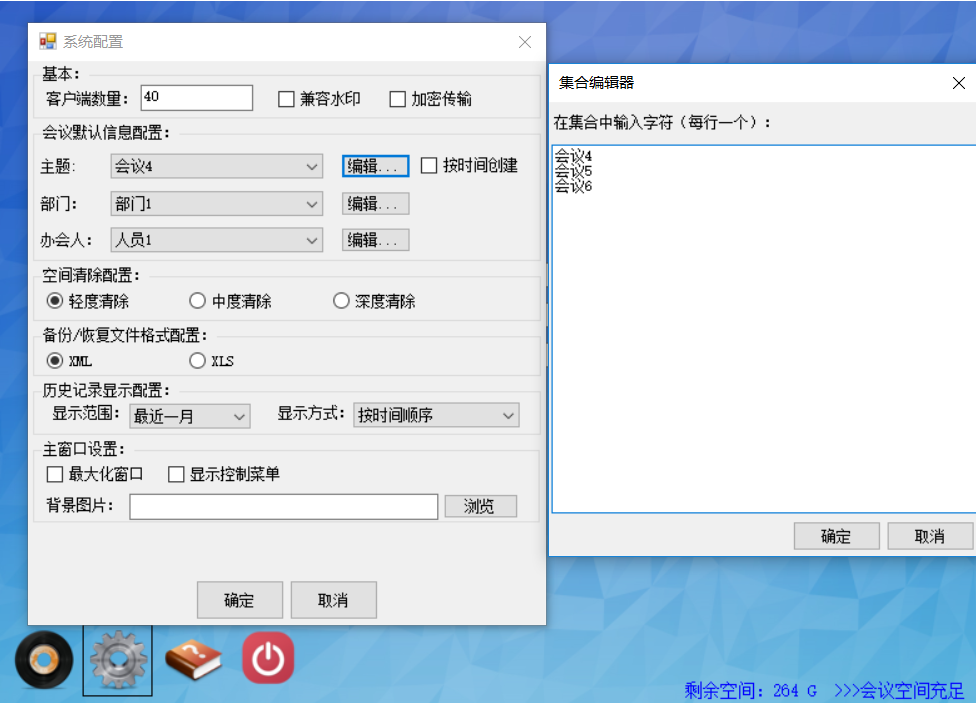 系统配置
基本：
客户端数量： 40 兼容水印 加密传输
会议默认信息配置：
主题: 会议4 编辑... 按时间创建
部门： 部门1 编辑...
办会人： 人员1 编辑...
空间清除配置：
轻度清除 中度清除 深度清除
备份/恢复文件格式配置：
XML XLS
历史记录显示配置：
显示范围： 最近一月 显示方式： 按时间顺序
主窗口设置：
最大化窗口 显示控制菜单
背景图片： 浏览
确定 取消
集合编辑器
在集合中输入字符（每行一个）：
会议4
会议5
会议6
确定 取消
剩余空间：264 G >>>会议空间充足